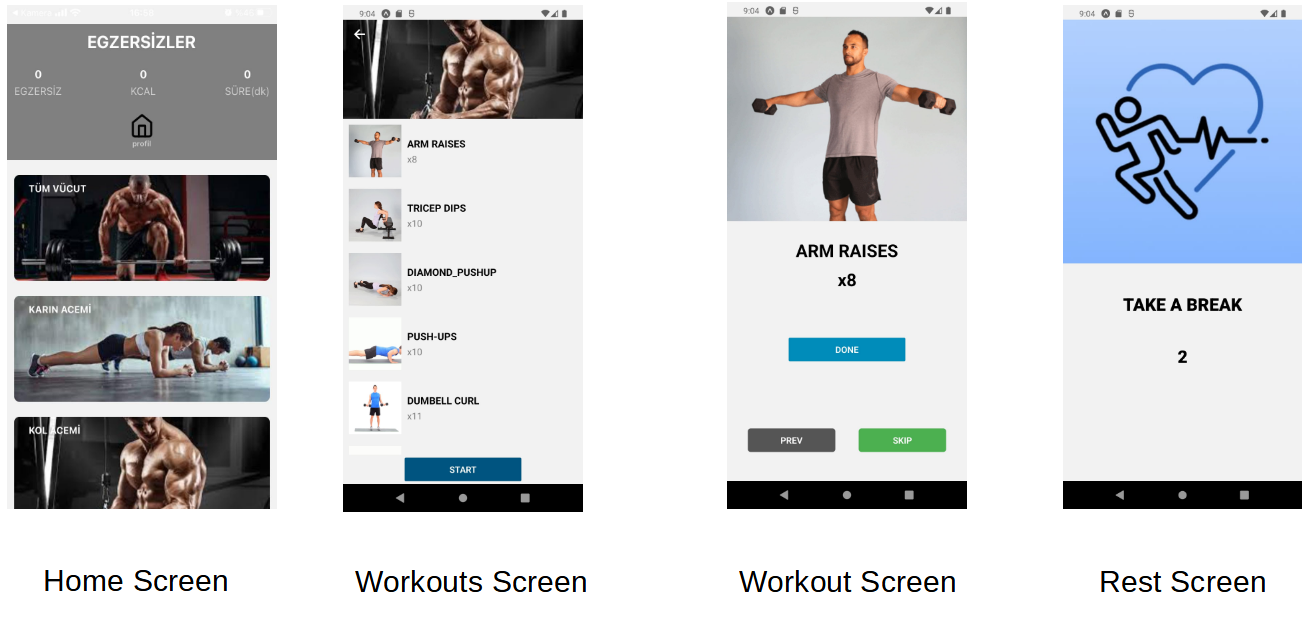 EGZERSİZLER
0 0 0
EGZERSİZ KCAL SÜRE(dk)
profil
TÜM VÜCUT
KARIN ACEMİ
KOL ACEMİ
Home Screen
9:04
ARM RAISES
x8
TRICEP DIPS
x10
DIAMOND_PUSHUP
x10
PUSH-UPS
x10
DUMBELL CURL
x11
START
Workouts Screen
9:04
ARM RAISES
x8
DONE
PREV SKIP
Workout Screen
9:04
TAKE A BREAK
2
Rest Screen